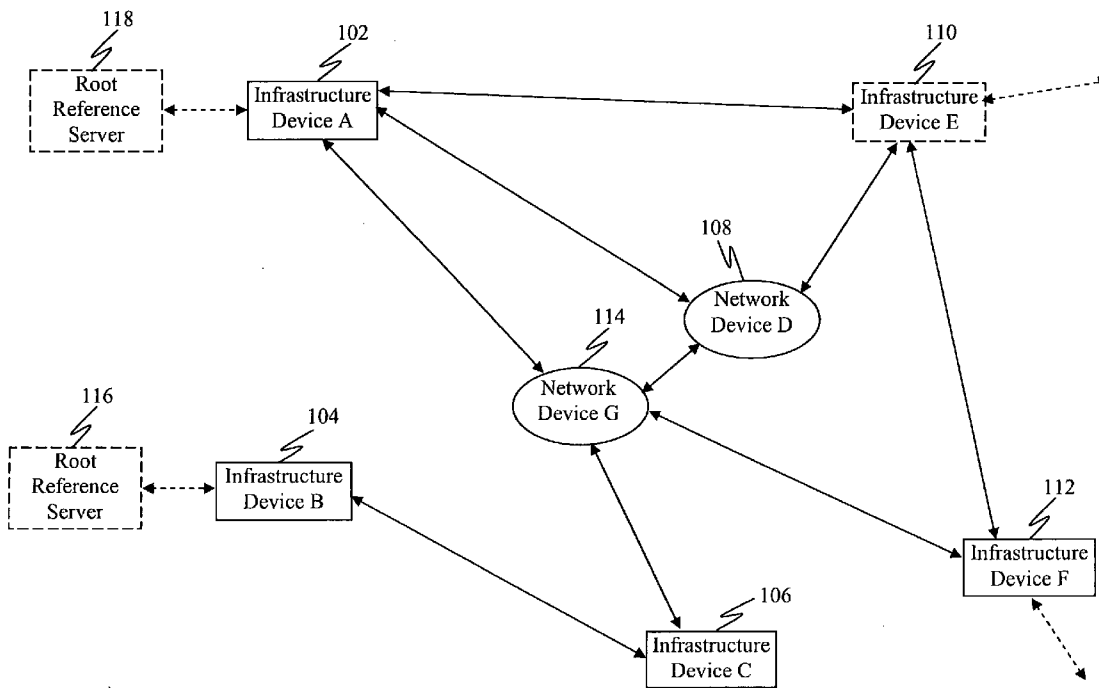 118
102
110
Root
Reference
Server
Infrastructure
Device A
Infrastructure
Device E
108
Network
Device D
114
Network
Device G
116
104
Root
Reference
Server
Infrastructure
Device B
112
Infrastructure
Device F
106
Infrastructure
Device C